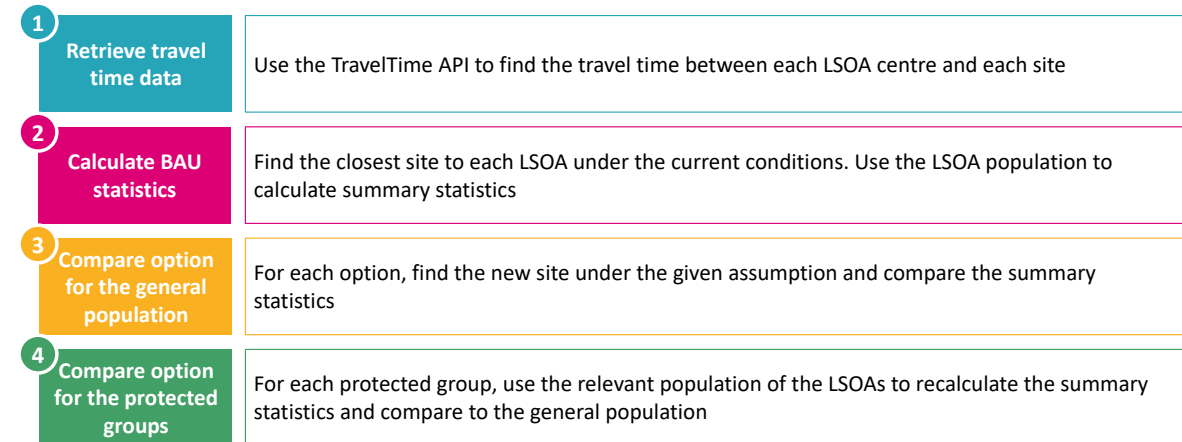 1
Retrieve travel
time data
Use the TravelTime API to find the travel time between each LSOA centre and each site
2
Calculate BAU
statistics
Find the closest site to each LSOA under the current conditions. Use the LSOA population to
calculate summary statistics
3
Compare option
for the general
population
For each option, find the new site under the given assumption and compare the summary
statistics
4
Compare option
for the protected
groups
For each protected group, use the relevant population of the LSOAs to recalculate the summary
statistics and compare to the general population